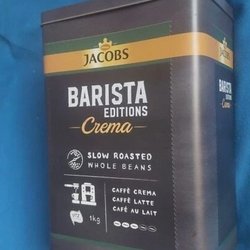 JACOBS
BARISTA
EDITIONS
Crema
SLOW ROASTED
WHOLE BEANS
CAFFÈ CREMA
CAFFÈ LATTE
CAFÉ AU LAIT
1kg